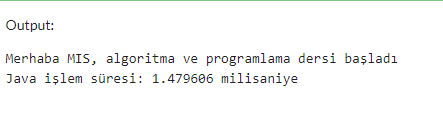 Output:
Merhaba MIS, algoritma ve programlama dersi başladı
Java işlem süresi: 1.479606 milisaniye